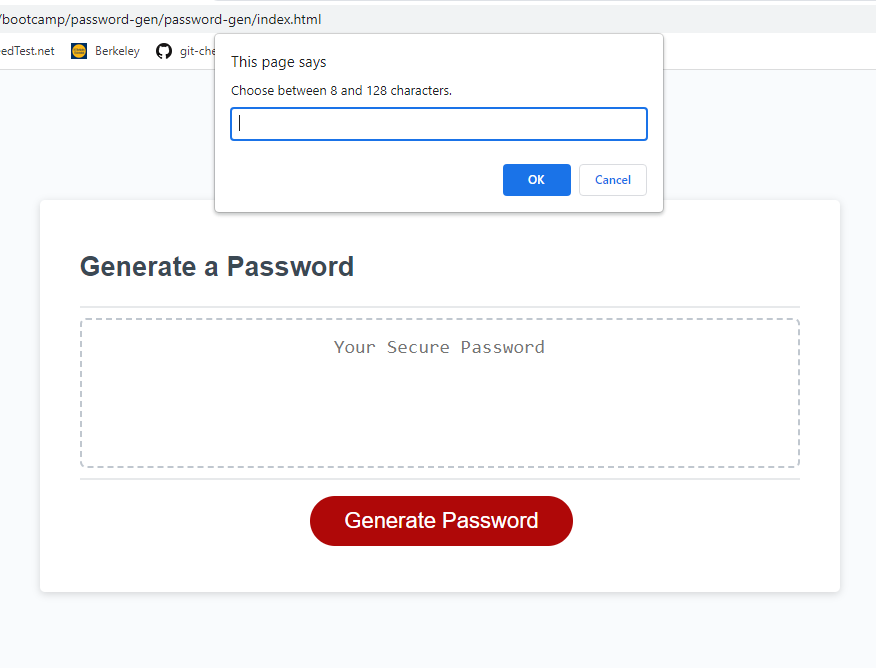 /bootcamp/password-gen/password-gen/index.html
edTest.net Berkeley git-che
This page says
Choose between 8 and 128 characters.
OK Cancel
Generate a Password
Your Secure Password
Generate Password